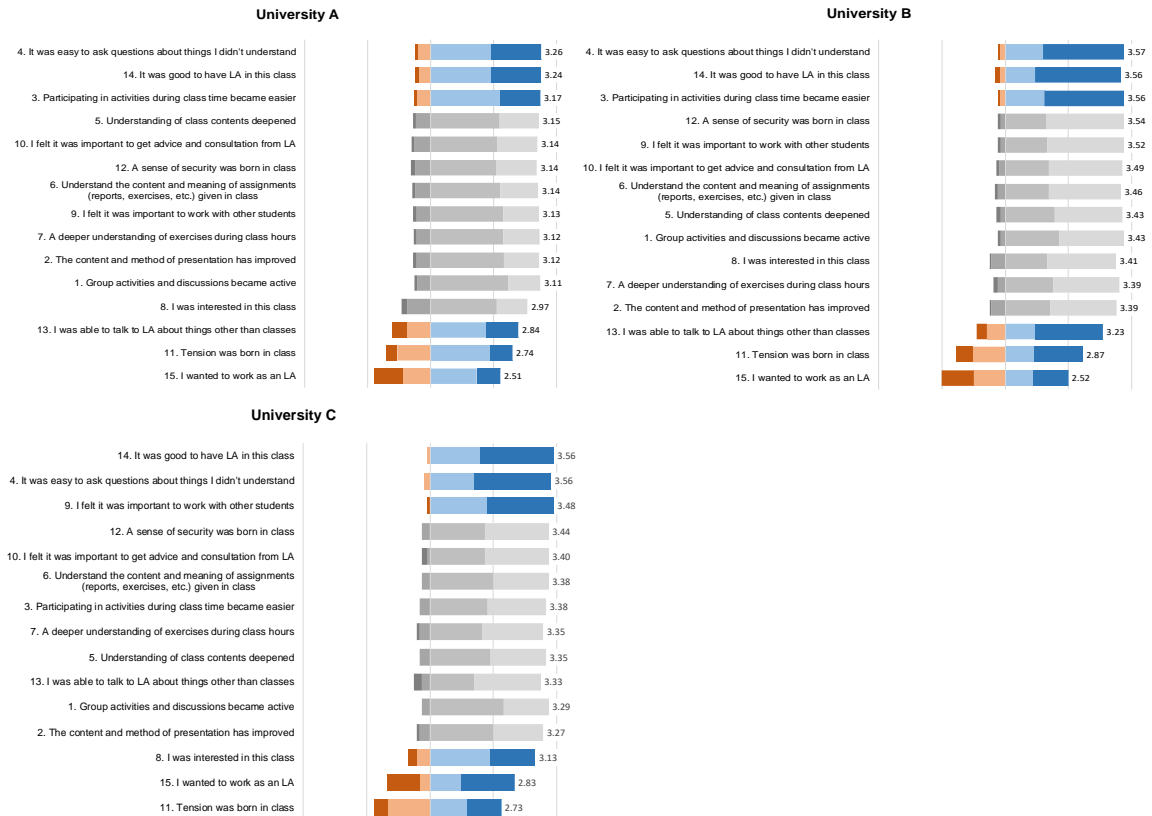 University A
4. It was easy to ask questions about things I didn't understand 3.26
14. It was good to have LA in this class 3.24
3. Participating in activities during class time became easier 3.17
5. Understanding of class contents deepened 3.15
10. I felt it was important to get advice and consultation from LA 3.14
12. A sense of security was born in class 3.14
6. Understand the content and meaning of assignments
(reports, exercises, etc.) given in class 3.14
9. I felt it was important to work with other students 3.13
7. A deeper understanding of exercises during class hours 3.12
2. The content and method of presentation has improved 3.12
1. Group activities and discussions became active 3.11
8. I was interested in this class 2.97
13. I was able to talk to LA about things other than classes 2.84
11. Tension was born in class 2.74
15. I wanted to work as an LA 2.51
University B
4. It was easy to ask questions about things I didn't understand 3.57
14. It was good to have LA in this class 3.56
3. Participating in activities during class time became easier 3.56
12. A sense of security was born in class 3.54
9. I felt it was important to work with other students 3.52
10. I felt it was important to get advice and consultation from LA 3.49
6. Understand the content and meaning of assignments
(reports, exercises, etc.) given in class 3.46
5. Understanding of class contents deepened 3.43
1. Group activities and discussions became active 3.43
8. I was interested in this class 3.41
7. A deeper understanding of exercises during class hours 3.39
2. The content and method of presentation has improved 3.39
13. I was able to talk to LA about things other than classes 3.23
11. Tension was born in class 2.87
15. I wanted to work as an LA 2.52
University C
14. It was good to have LA in this class 3.56
4. It was easy to ask questions about things I didn't understand 3.56
9. I felt it was important to work with other students 3.48
12. A sense of security was born in class 3.44
10. I felt it was important to get advice and consultation from LA 3.40
6. Understand the content and meaning of assignments
(reports, exercises, etc.) given in class 3.38
3. Participating in activities during class time became easier 3.38
7. A deeper understanding of exercises during class hours 3.35
5. Understanding of class contents deepened 3.35
13. I was able to talk to LA about things other than classes 3.33
1. Group activities and discussions became active 3.29
2. The content and method of presentation has improved 3.27
8. I was interested in this class 3.13
15. I wanted to work as an LA 2.83
11. Tension was born in class 2.73